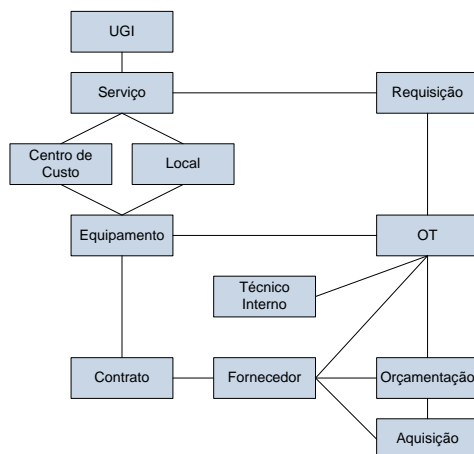 UGI
Serviço
Requisição
Centro de
Custo
Local
Equipamento
OT
Técnico
Interno
Contrato
Fornecedor
Orçamentação
Aquisição